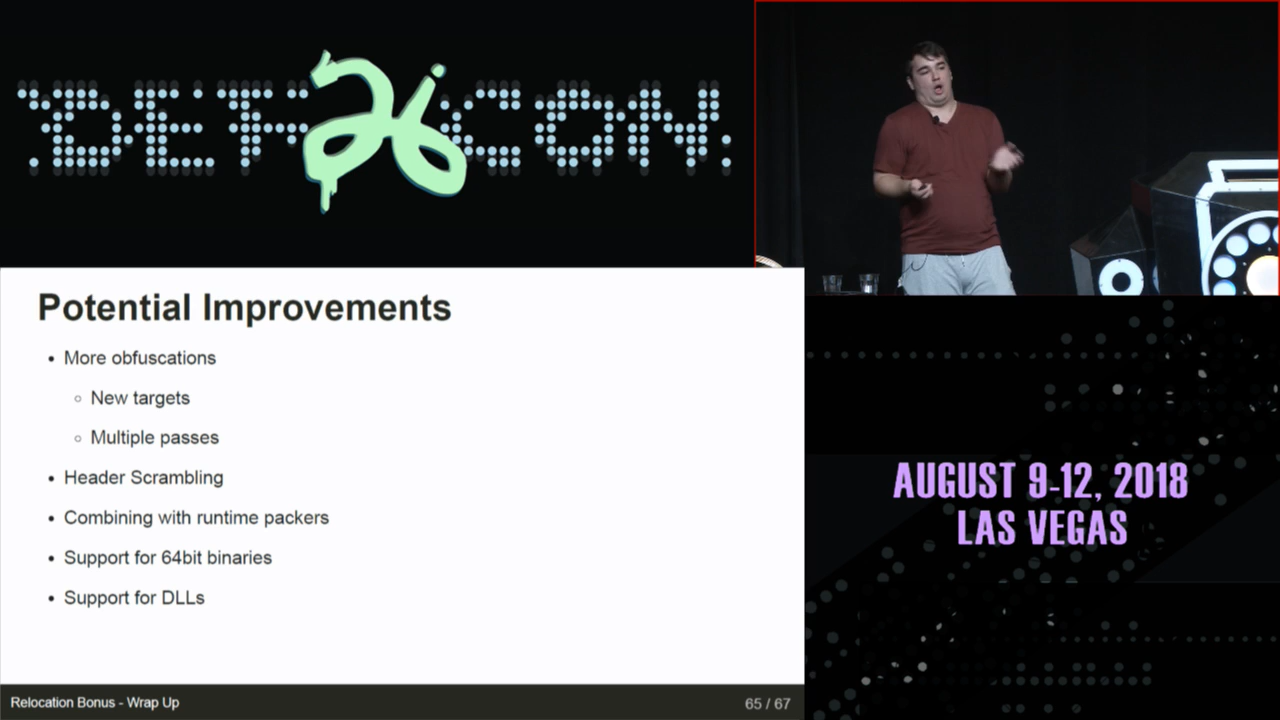 DEF 26 CON
Potential Improvements
• More obfuscations
◦ New targets
◦ Multiple passes
• Header Scrambling
• Combining with runtime packers
• Support for 64bit binaries
• Support for DLLs
Relocation Bonus - Wrap Up
65 / 67
AUGUST 9-12, 2018
LAS VEGAS